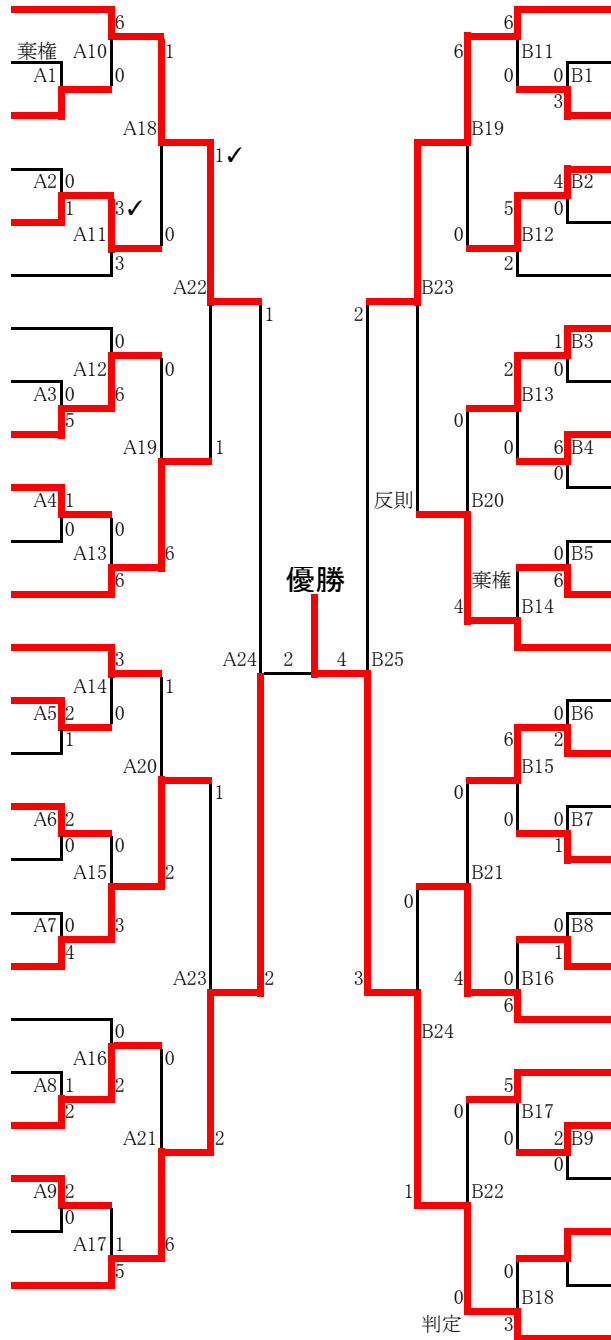 6
6
棄権
A10
1
6
B11
A1
0
0
0
B1
3
A18
B19
1✓
A2
0
4
B2
1
3✓
5
0
A11
0
0
B12
3
2
A22
B23
1
2
0
1
B3
A12
0
2
0
A3
0
6
B13
5
0
A19
1
0
6
B4
A4
1
0
反則
B20
0
0
0
B5
A13
6
棄権
6
6
優勝
4
B14
3
A24
2
4
B25
A14
1
A5
2
0
0
B6
1
6
2
A20
B15
1
0
A6
2
0
0
B7
0
0
1
A15
2
B21
3
0
A7
0
0
B8
4
1
A23
2
3
4
0
B16
6
0
B24
A16
0
A8
1
2
5
2
0
B17
A21
2
0
2
B9
0
A9
2
1
B22
0
A17
1
6
0
5
0
B18
判定
3